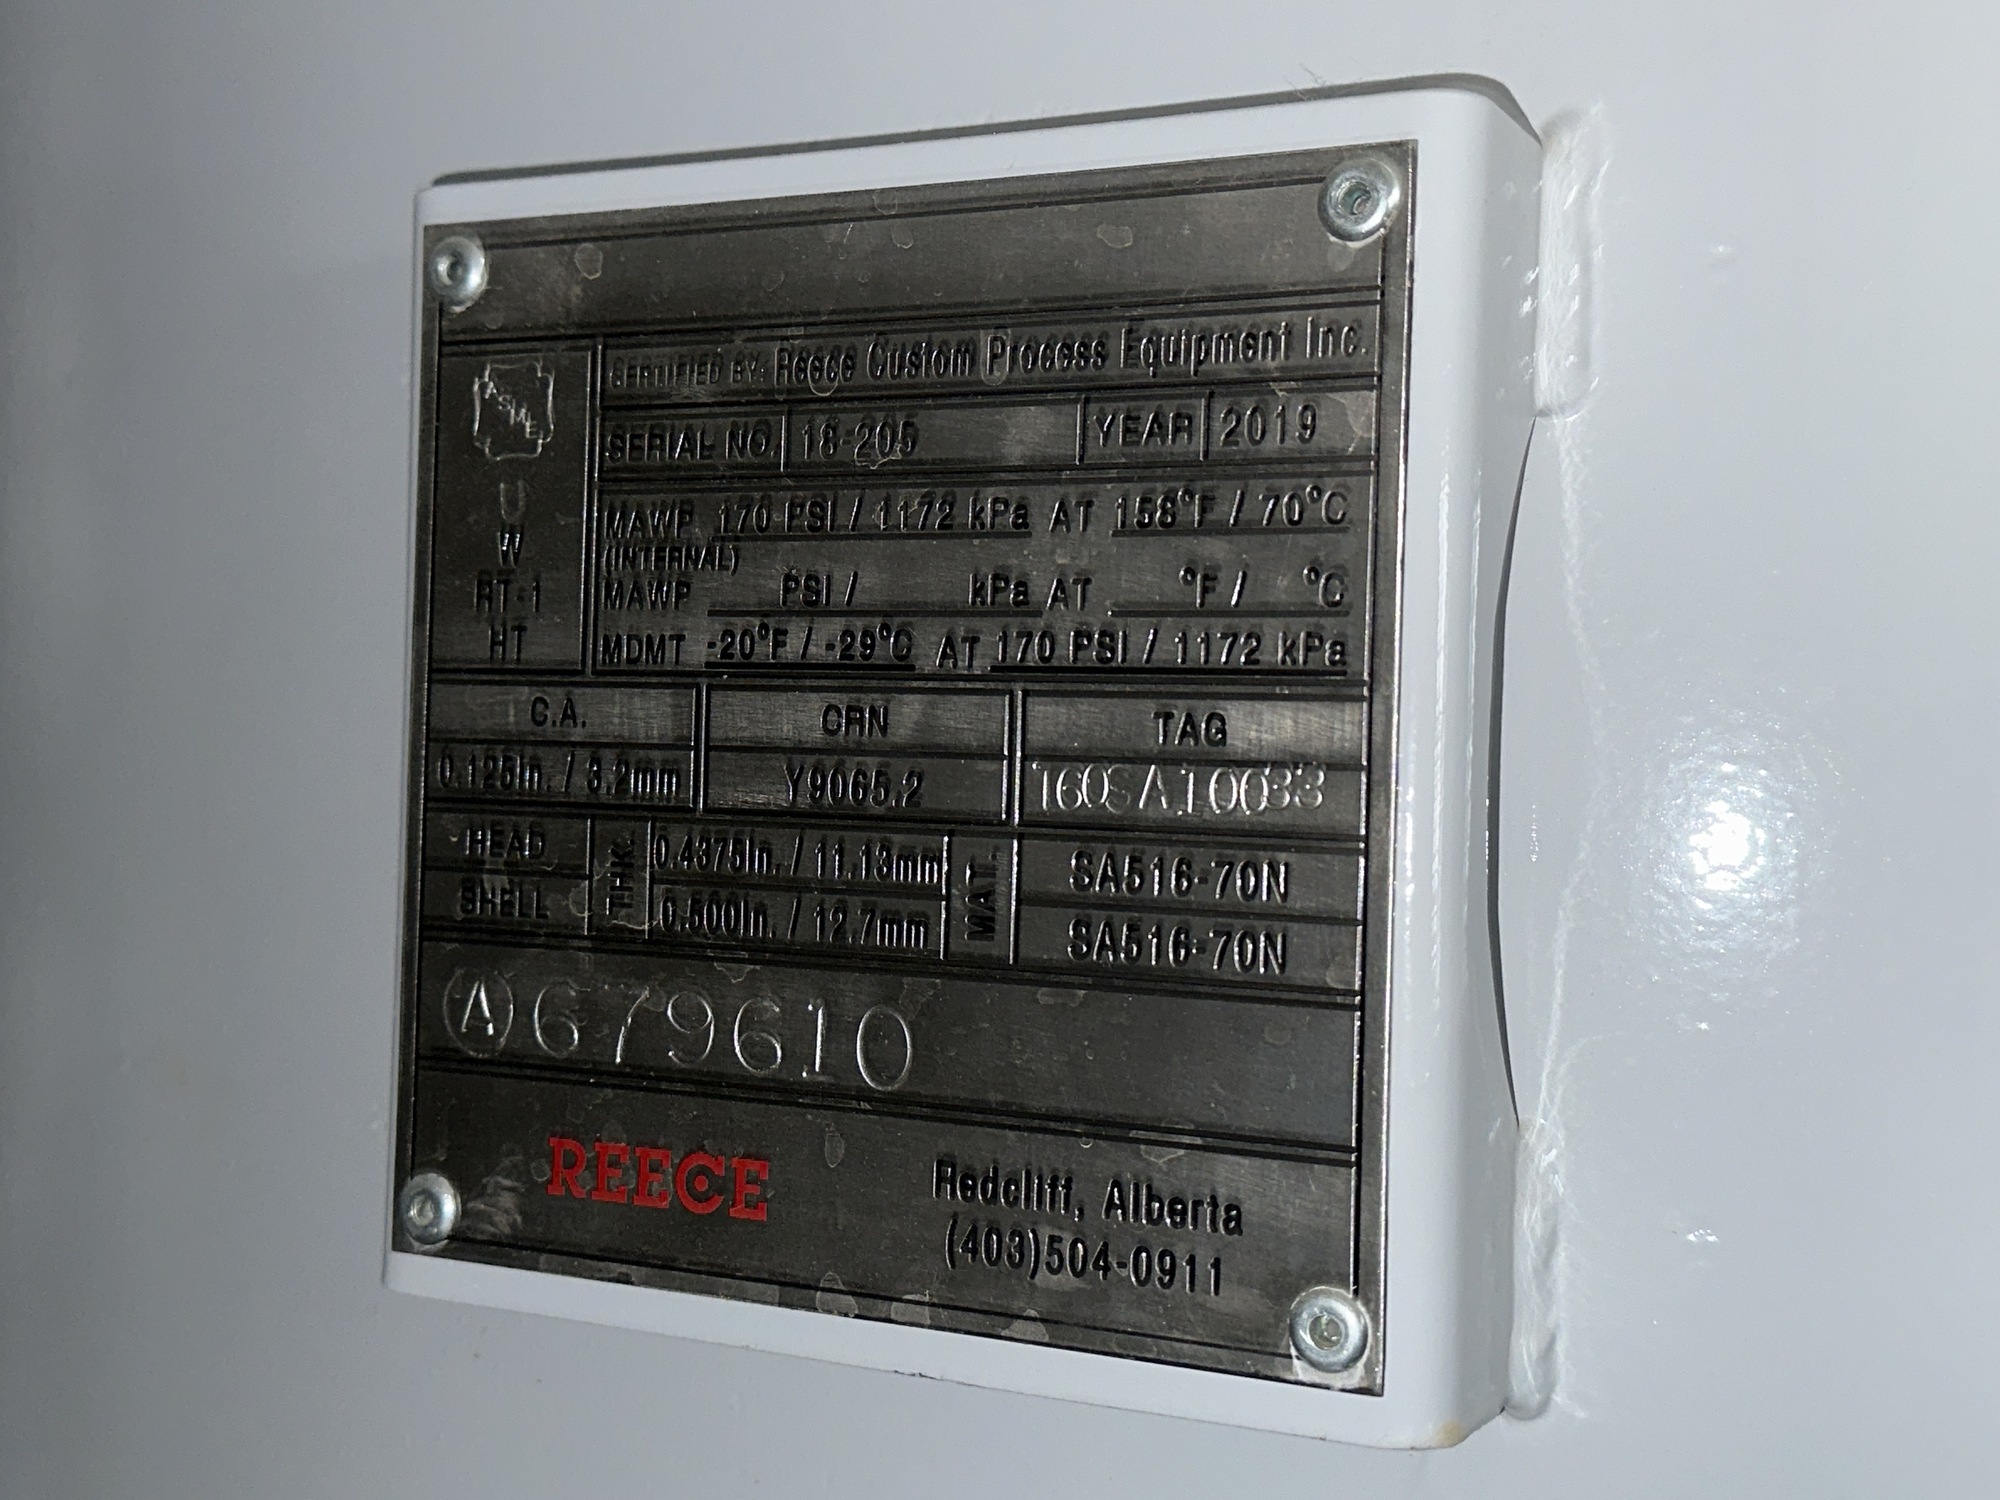 CERTIFIED BY: Reece Custom Process Equipment Inc.
ASME
SERIAL NO. 18-205 YEAR 2019
U
W
RT-1
HT
MAWP 170 PSI / 1172 kPa AT 158°F / 70°C
(INTERNAL)
MAWP PSI / kPa AT °F / °C
MDMT -20°F / -29°C AT 170 PSI / 1172 kPa
C.A. CRN TAG
0.125in. / 3.2mm Y9065.2 160SA10033
HEAD THK. 0.4375in. / 11.13mm MAT. SA516-70N
SHELL 0.500in. / 12.7mm SA516-70N
A 679610
REECE
Redcliff, Alberta
(403)504-0911